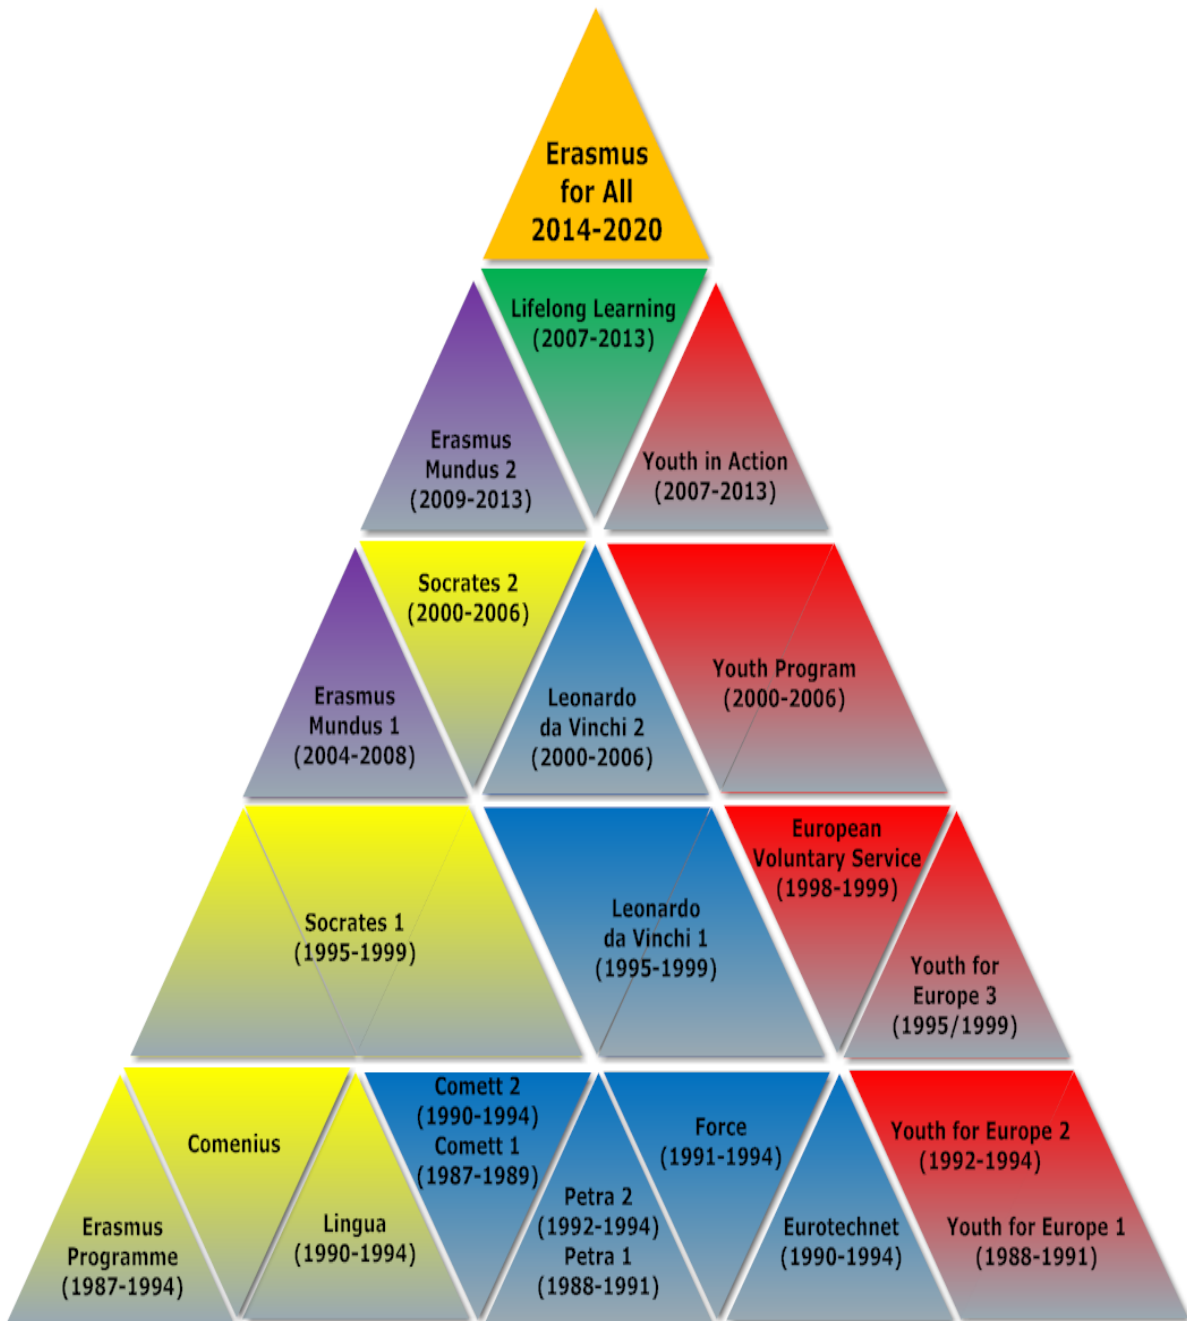 Erasmus
for All
2014-2020
Lifelong Learning
(2007-2013)
Erasmus
Mundus 2
(2009-2013)
Youth in Action
(2007-2013)
Socrates 2
(2000-2006)
Erasmus
Mundus 1
(2004-2008)
Leonardo
da Vinchi 2
(2000-2006)
Youth Program
(2000-2006)
Socrates 1
(1995-1999)
Leonardo
da Vinchi 1
(1995-1999)
European
Voluntary Service
(1998-1999)
Youth for
Europe 3
(1995/1999)
Erasmus
Programme
(1987-1994)
Comenius
Lingua
(1990-1994)
Comett 2
(1990-1994)
Comett 1
(1987-1989)
Petra 2
(1992-1994)
Petra 1
(1988-1991)
Force
(1991-1994)
Eurotechnet
(1990-1994)
Youth for Europe 2
(1992-1994)
Youth for Europe 1
(1988-1991)